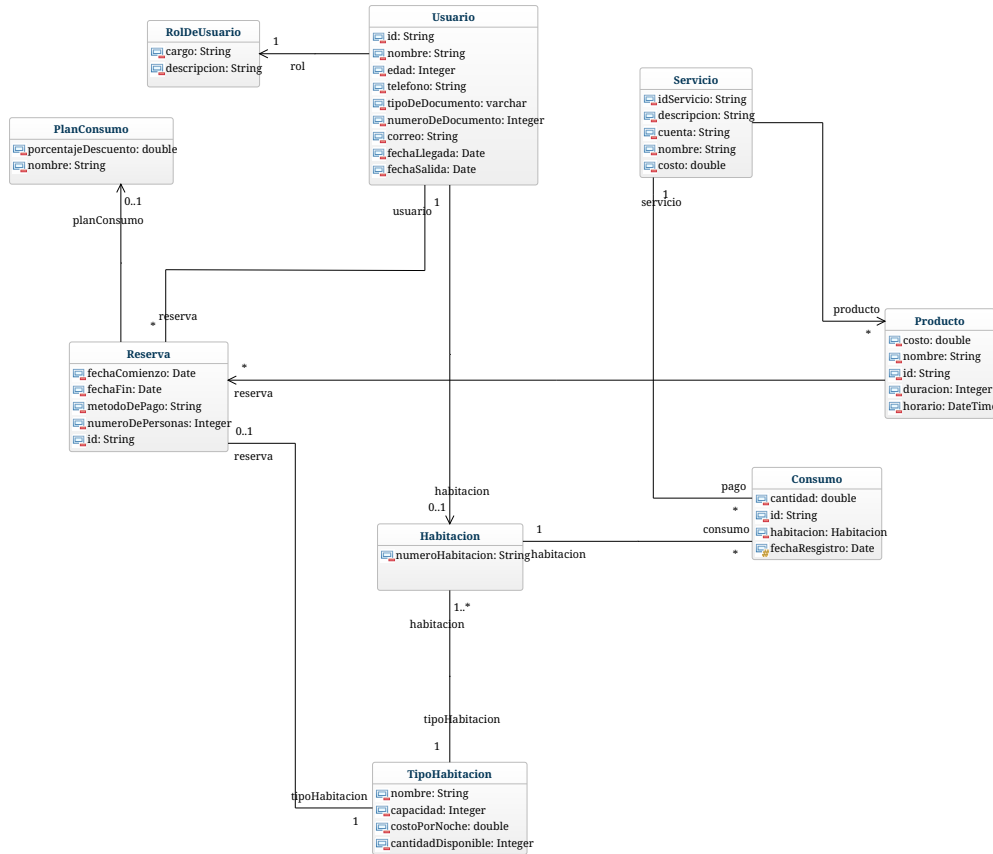 Usuario
id: String
nombre: String
edad: Integer
telefono: String
tipoDeDocumento: varchar
numeroDeDocumento: Integer
correo: String
fechaLlegada: Date
fechaSalida: Date
RolDeUsuario
cargo: String
descripcion: String
1
rol
Servicio
idServicio: String
descripcion: String
cuenta: String
nombre: String
costo: double
PlanConsumo
porcentajeDescuento: double
nombre: String
0..1
planConsumo
usuario
1
1
servicio
* reserva
producto
*
Producto
costo: double
nombre: String
id: String
duracion: Integer
horario: DateTime
Reserva
fechaComienzo: Date
fechaFin: Date
metodoDePago: String
numeroDePersonas: Integer
id: String
*
reserva
0..1
reserva
habitacion
0..1
pago
*
Consumo
cantidad: double
id: String
habitacion: Habitacion
fechaResgistro: Date
Habitacion
numeroHabitacion: String
1
habitacion
consumo
*
1..*
habitacion
tipoHabitacion
1
tipoHabitacion
1
TipoHabitacion
nombre: String
capacidad: Integer
costoPorNoche: double
cantidadDisponible: Integer